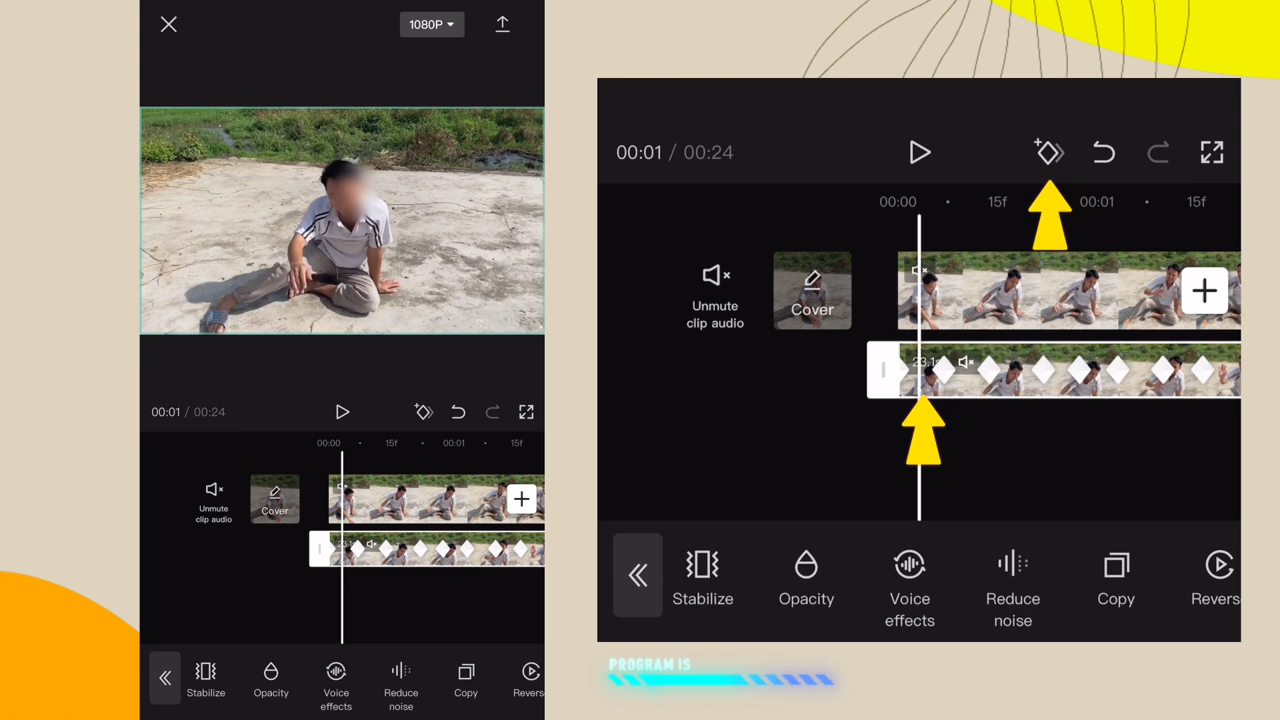 1080P
00:01 / 00:24
00:00
15f
00:01
15f
Unmute
clip audio
Cover
Stabilize
Opacity
Voice
effects
Reduce
noise
Copy
Revers
00:01 / 00:24
00:00
15f
00:01
15f
Unmute
clip audio
Cover
23.1s
Stabilize
Opacity
Voice
effects
Reduce
noise
Copy
Revers
PROGRAM IS